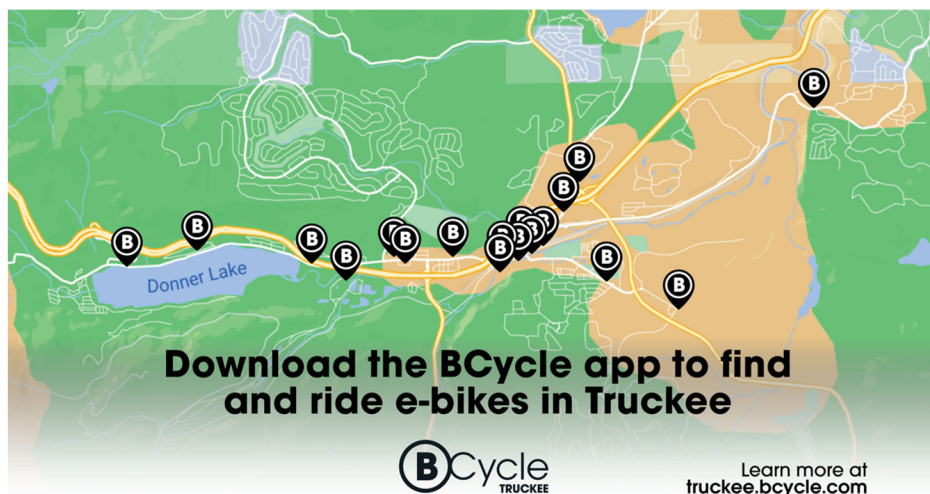 B
B
B
B
B
B
B
B
B
B
B
B
B
B
Donner Lake
Download the BCycle app to find
and ride e-bikes in Truckee
BCycle
TRUCKEE
Learn more at
truckee.bcycle.com